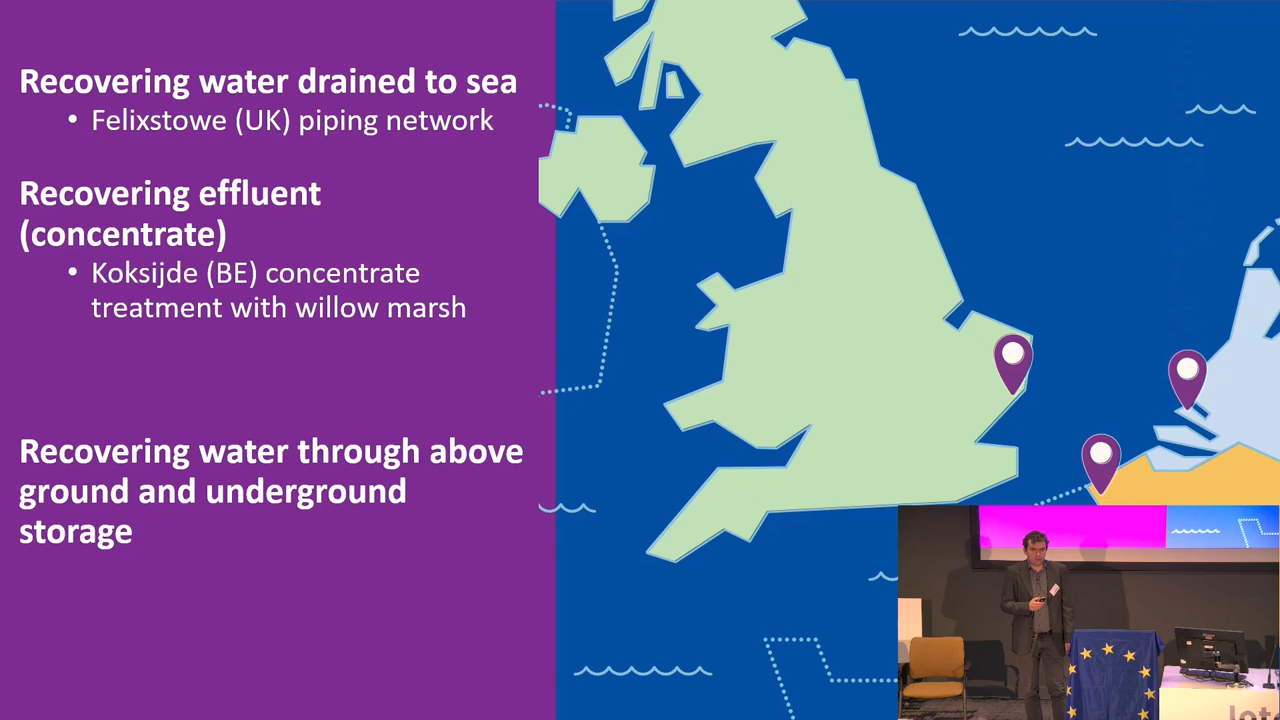 Recovering water drained to sea
• Felixstowe (UK) piping network
Recovering effluent
(concentrate)
• Koksijde (BE) concentrate
treatment with willow marsh
Recovering water through above
ground and underground
storage